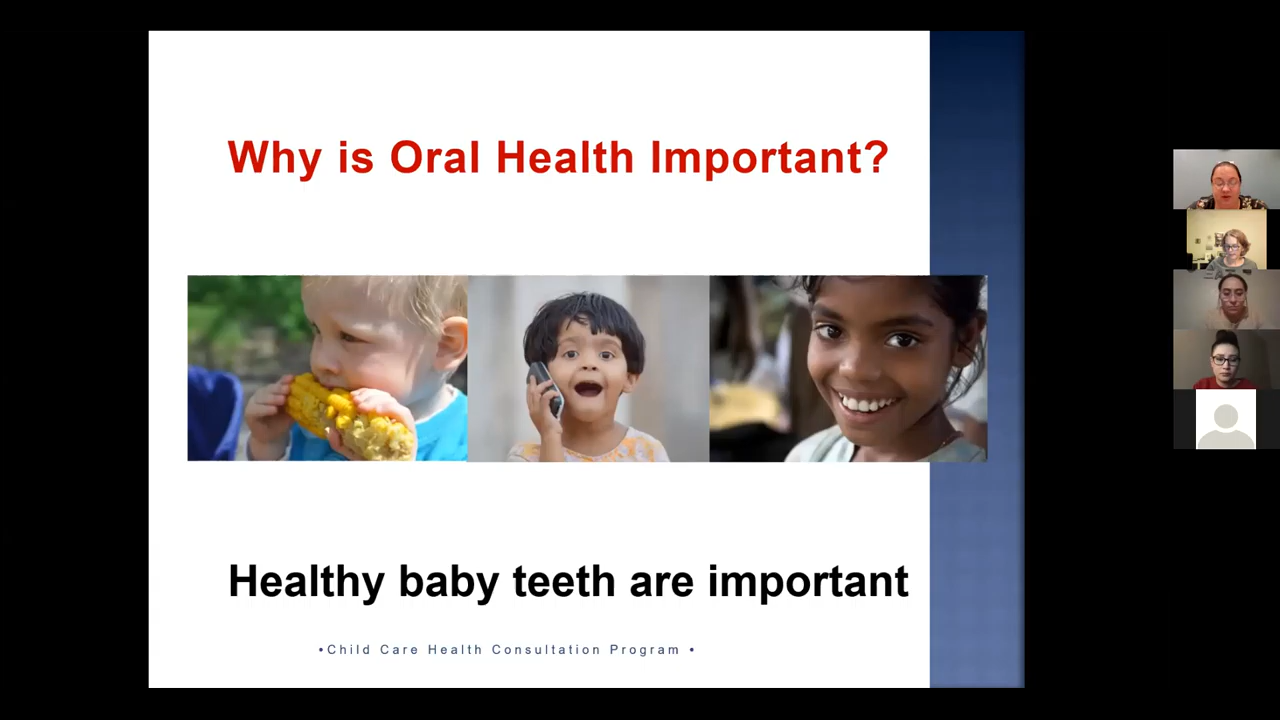 Why is Oral Health Important?
Healthy baby teeth are important
•Child Care Health Consultation Program •